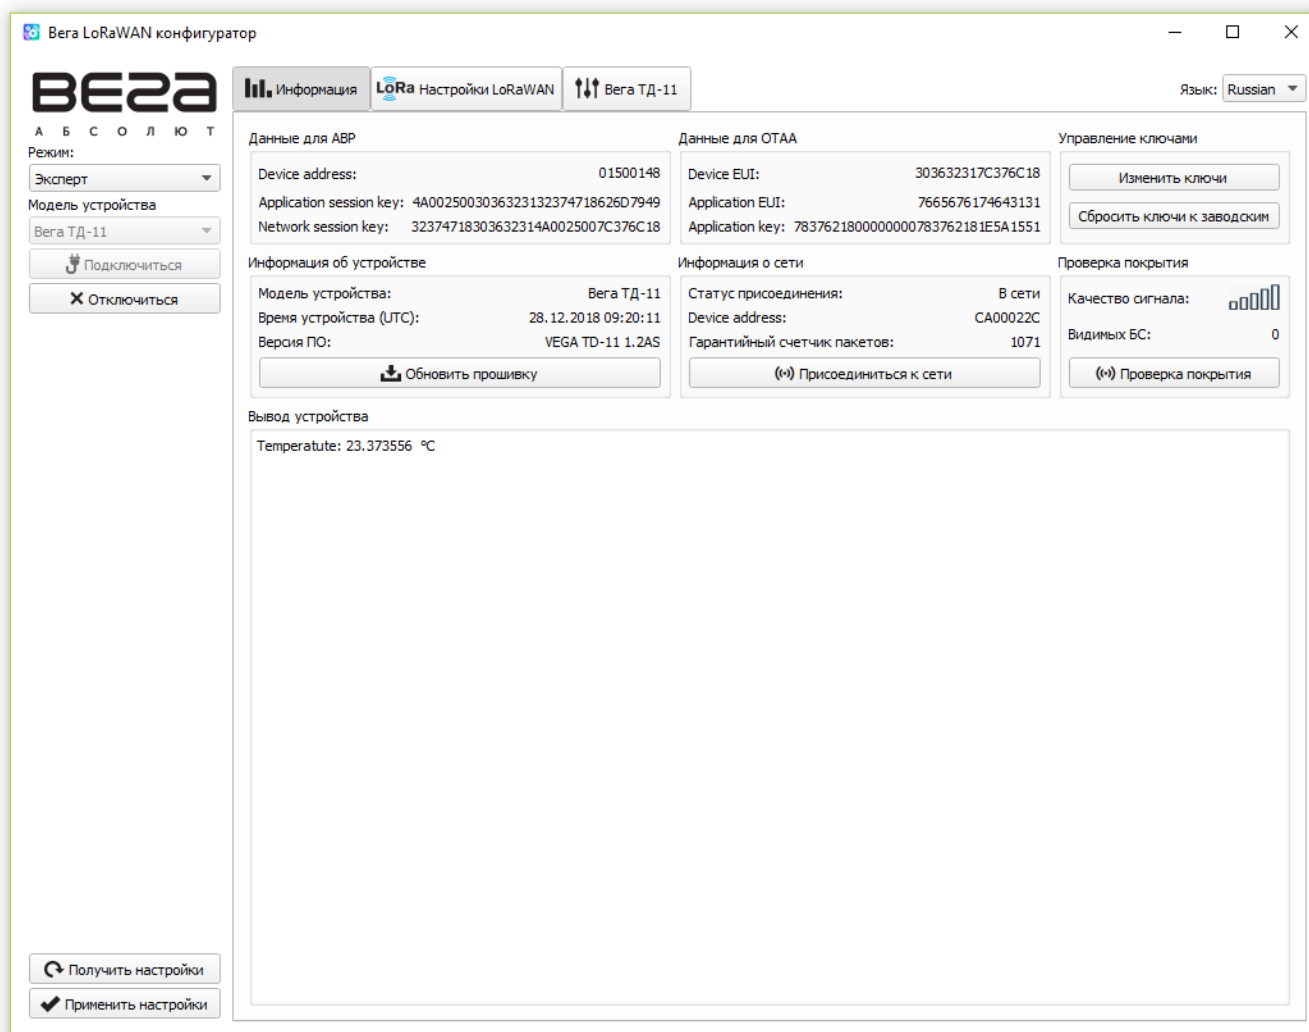 Вега LoRaWAN конфигуратор
ВЕГА
АБСОЛЮТ
Режим:
Эксперт
Модель устройства
Вега ТД-11
Подключиться
Отключиться
Информация
LoRa Настройки LoRaWAN
Вега ТД-11
Язык: Russian
Данные для ABP
Device address: 01500148
Application session key: 4A0025003036323132374718626D7949
Network session key: 32374718303632314A0025007C376C18
Данные для OTAA
Device EUI: 303632317C376C18
Application EUI: 7665676174643131
Application key: 7837621800000000783762181E5A1551
Управление ключами
Изменить ключи
Сбросить ключи к заводским
Информация об устройстве
Модель устройства: Вега ТД-11
Время устройства (UTC): 28.12.2018 09:20:11
Версия ПО: VEGA TD-11 1.2AS
Обновить прошивку
Информация о сети
Статус присоединения: В сети
Device address: CA00022C
Гарантийный счетчик пакетов: 1071
Присоединиться к сети
Проверка покрытия
Качество сигнала:
Видимых БС: 0
Проверка покрытия
Вывод устройства
Temperatute: 23.373556 °C
Получить настройки
Применить настройки